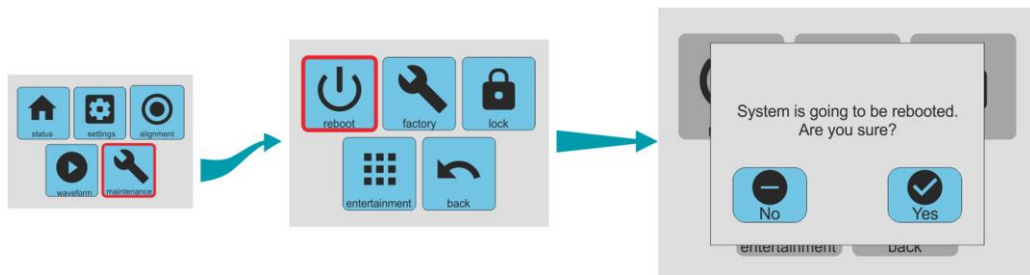 status settings alignment
waveform maintenance
reboot factory lock
entertainment back
System is going to be rebooted.
Are you sure?
No Yes
entertainment back